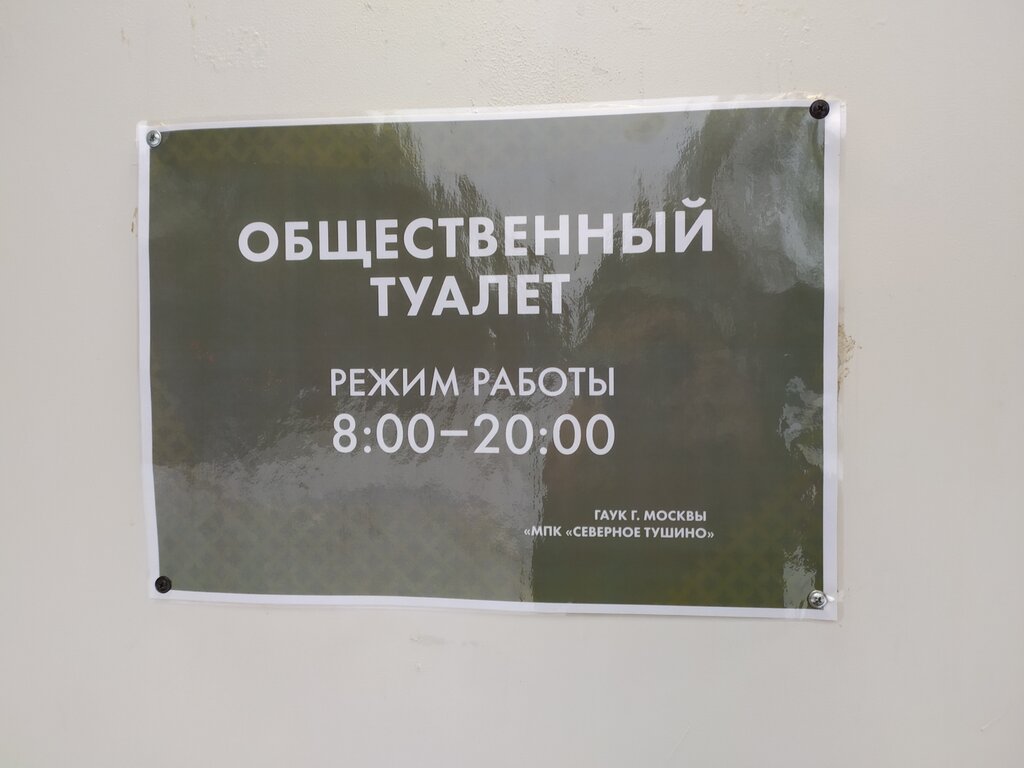 ОБЩЕСТВЕННЫЙ
ТУАЛЕТ
РЕЖИМ РАБОТЫ
8:00–20:00
ГАУК Г. МОСКВЫ
«МПК «СЕВЕРНОЕ ТУШИНО»